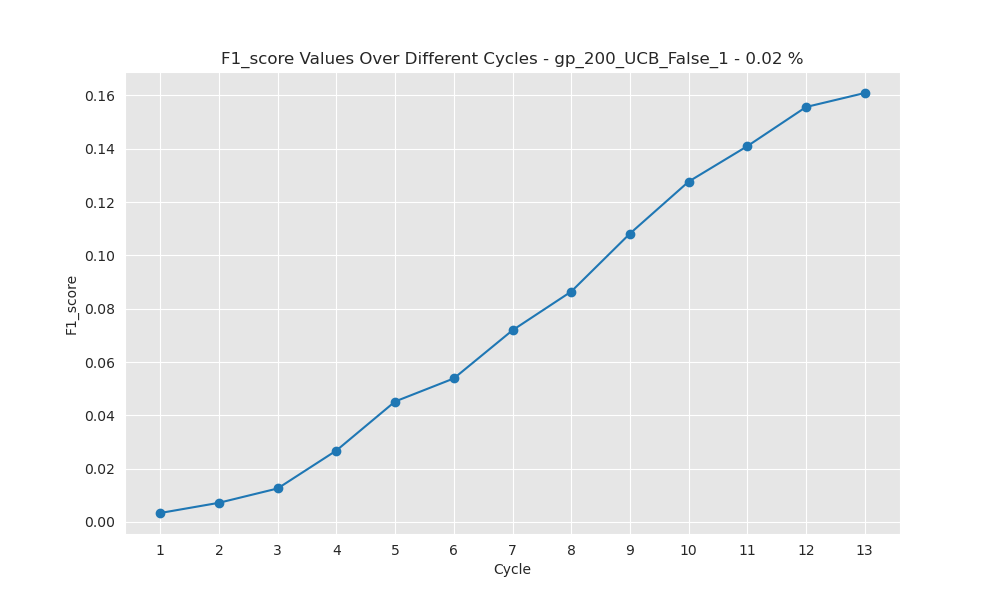 F1_score Values Over Different Cycles - gp_200_UCB_False_1 - 0.02 %
0.16
0.14
0.12
0.10
0.08
0.06
0.04
0.02
0.00
F1_score
1 2 3 4 5 6 7 8 9 10 11 12 13
Cycle